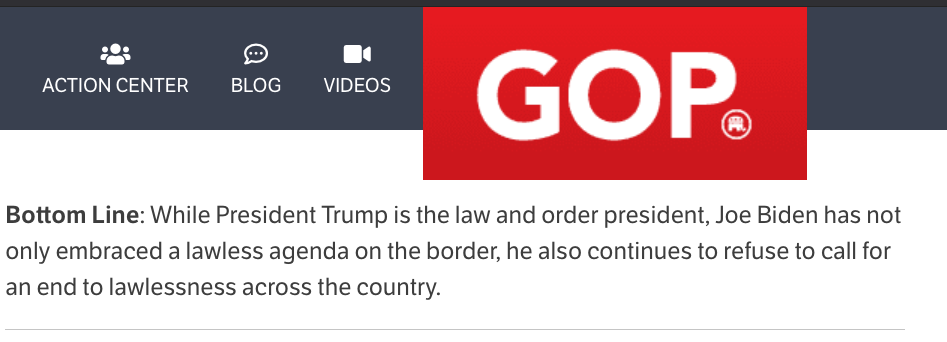 ACTION CENTER BLOG VIDEOS
GOP
Bottom Line: While President Trump is the law and order president, Joe Biden has not
only embraced a lawless agenda on the border, he also continues to refuse to call for
an end to lawlessness across the country.